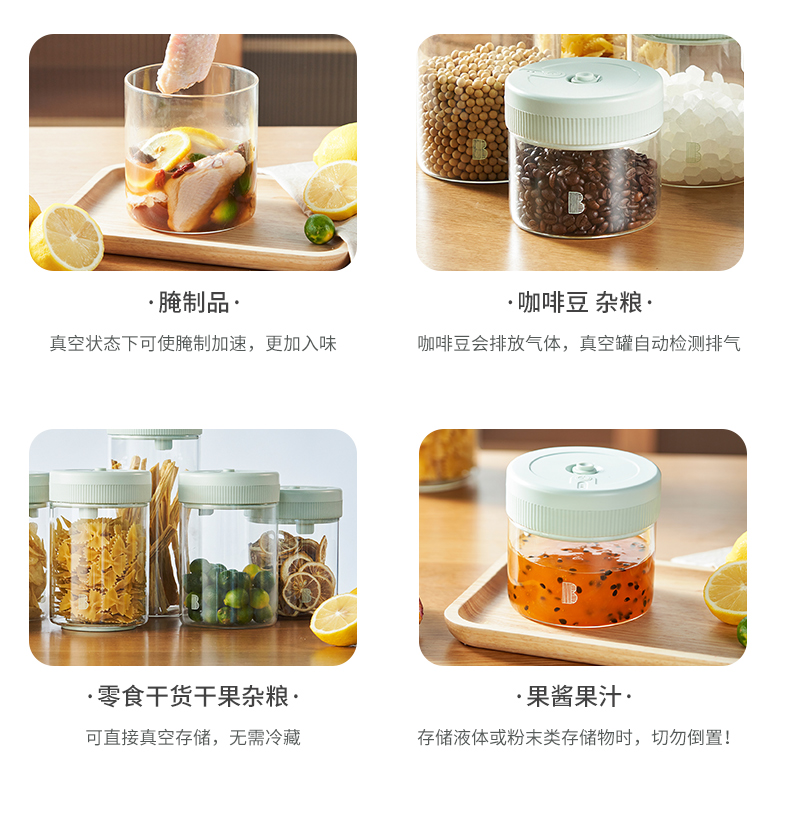 ·腌制品·
真空状态下可使腌制加速，更加入味
·咖啡豆 杂粮·
咖啡豆会排放气体，真空罐自动检测排气
·零食干货干果杂粮·
可直接真空存储，无需冷藏
·果酱果汁·
存储液体或粉末类存储物时，切勿倒置！